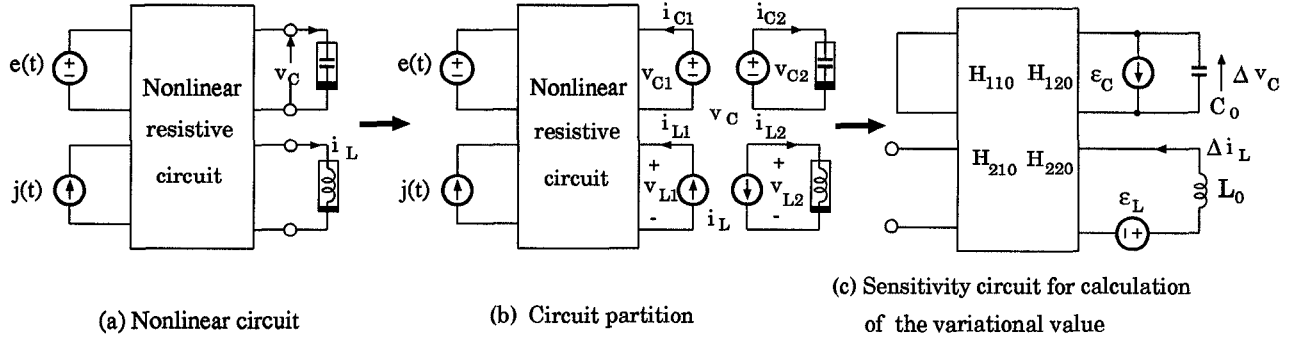 e(t)
j(t)
Nonlinear
resistive
circuit
v_C
i_L
(a) Nonlinear circuit
e(t)
j(t)
Nonlinear
resistive
circuit
i_C1
i_C2
v_C1
v_C2
v_C
i_L1
i_L2
+
+
v_L1
v_L2
-
-
i_L
(b) Circuit partition
H_110 H_120
H_210 H_220
ε_C
Δ v_C
C_0
Δ i_L
L_0
ε_L
(c) Sensitivity circuit for calculation
of the variational value